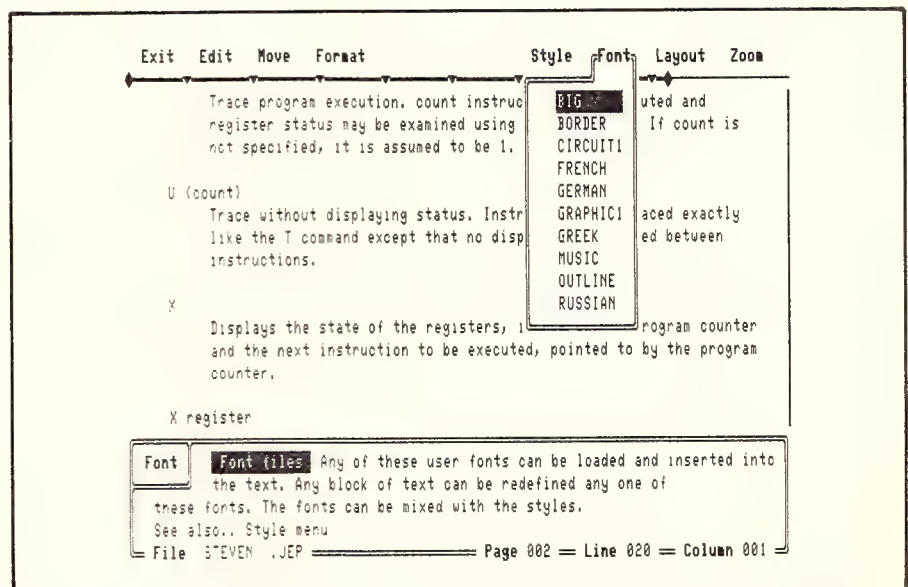 Exit Edit Move Format Style Font Layout Zoom
Trace program execution. count instruc uted and
register status may be examined using If count is
not specified, it is assumed to be 1.
U (count)
Trace without displaying status. Instr aced exactly
like the T command except that no disp ed between
instructions.
X
Displays the state of the registers, i rogram counter
and the next instruction to be executed, pointed to by the program
counter.
X register
BIG
BORDER
CIRCUIT1
FRENCH
GERMAN
GRAPHIC1
GREEK
MUSIC
OUTLINE
RUSSIAN
Font Font files Any of these user fonts can be loaded and inserted into
the text. Any block of text can be redefined any one of
these fonts. The fonts can be mixed with the styles.
See also.. Style menu
File STEVEN .JEP Page 002 Line 020 Column 001